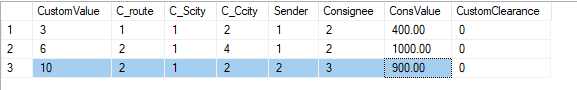 CustomValue C_route C_Scity C_Ccity Sender Consignee ConsValue CustomClearance
1 3 1 1 2 1 2 400.00 0
2 6 2 1 4 1 2 1000.00 0
3 10 2 1 2 2 3 900.00 0